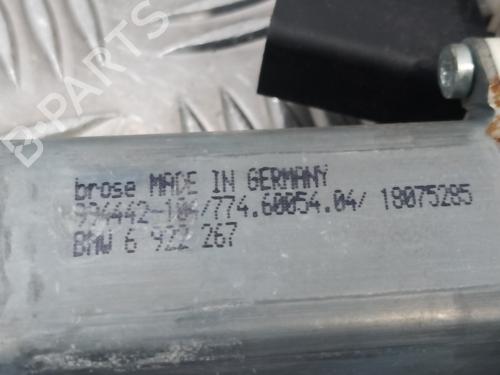 B-PARTS
brose MADE IN GERMANY
994442-104/774.60054.04/ 18075285
BMW 6 922 267